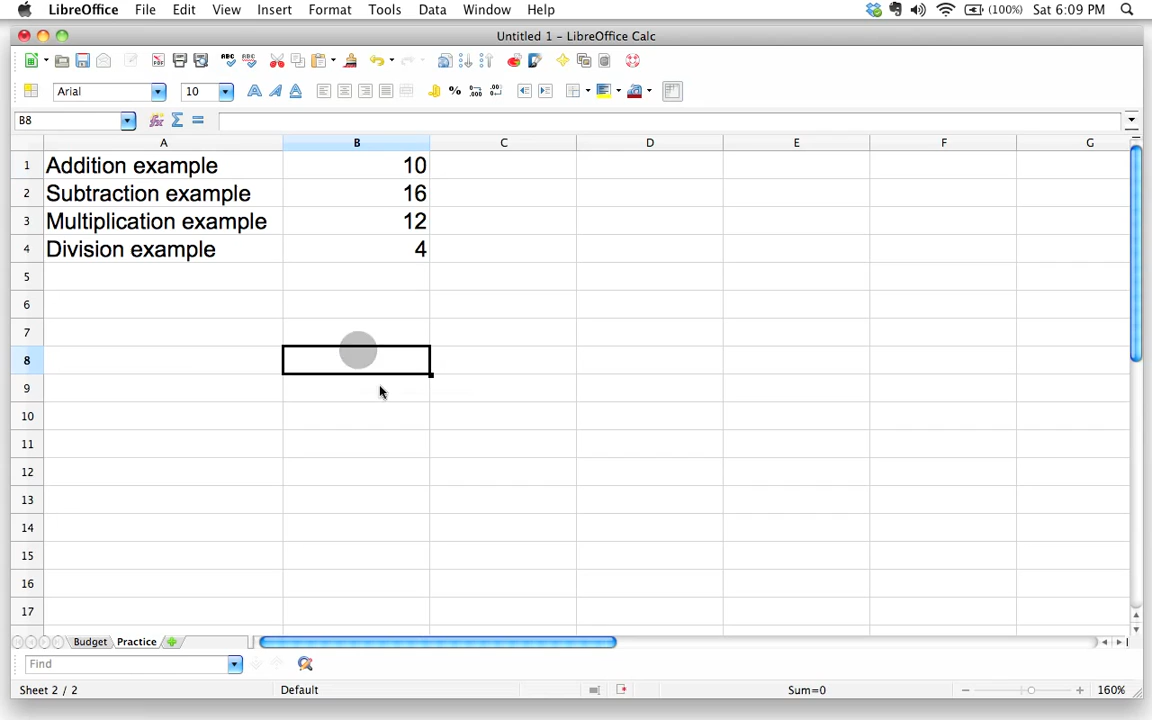 LibreOffice File Edit View Insert Format Tools Data Window Help (100%) Sat 6:09 PM
Untitled 1 - LibreOffice Calc
Arial 10
B8
A B C D E F G
1 Addition example 10
2 Subtraction example 16
3 Multiplication example 12
4 Division example 4
5
6
7
8
9
10
11
12
13
14
15
16
17
Budget Practice
Find
Sheet 2 / 2 Default Sum=0 160%